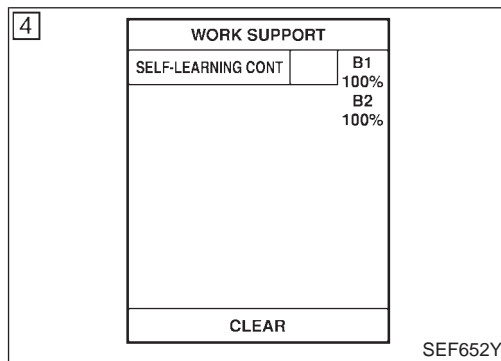 4
WORK SUPPORT
SELF-LEARNING CONT B1
100%
B2
100%
CLEAR
SEF652Y